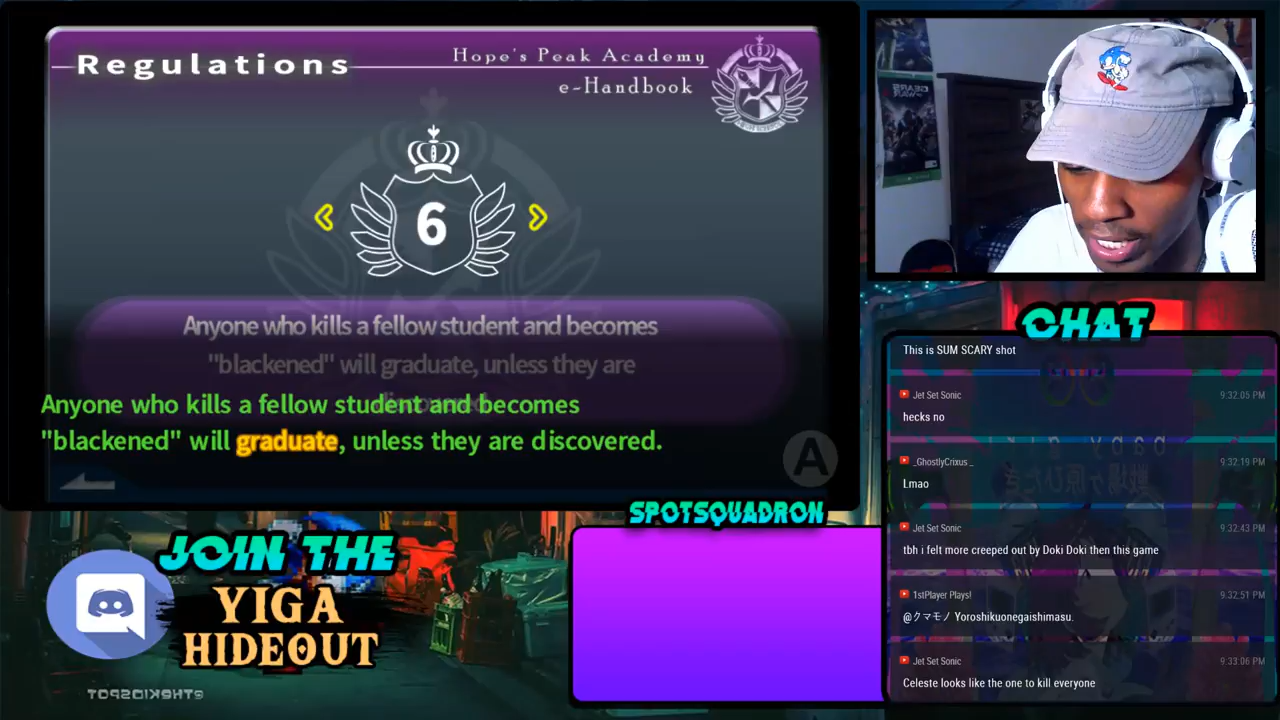 Regulations
Hope's Peak Academy
e-Handbook
6
Anyone who kills a fellow student and becomes
"blackened" will graduate, unless they are
Anyone who kills a fellow student and becomes
"blackened" will graduate, unless they are discovered.
A
SPOTSQUADRON
JOIN THE
YIGA
HIDEOUT
@THEKIDSPOT
CHAT
This is SUM SCARY shot
Jet Set Sonic 9:32:05 PM
hecks no
_GhostlyCrixus_ 9:32:19 PM
Lmao
Jet Set Sonic 9:32:43 PM
tbh i felt more creeped out by Doki Doki then this game
1stPlayer Plays! 9:32:51 PM
@クマモノ Yoroshikuonegaishimasu.
Jet Set Sonic 9:33:06 PM
Celeste looks like the one to kill everyone